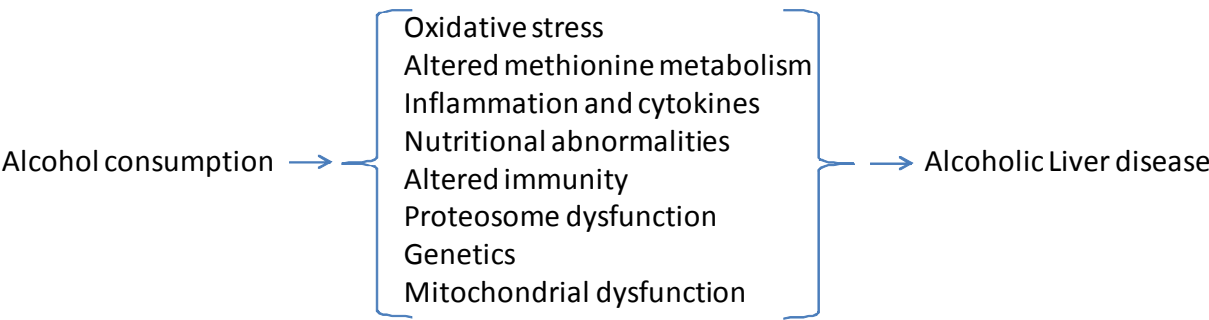 Oxidative stress
Altered methionine metabolism
Inflammation and cytokines
Nutritional abnormalities
Alcohol consumption
Alcoholic Liver disease
Altered immunity
Proteosome dysfunction
Genetics
Mitochondrial dysfunction